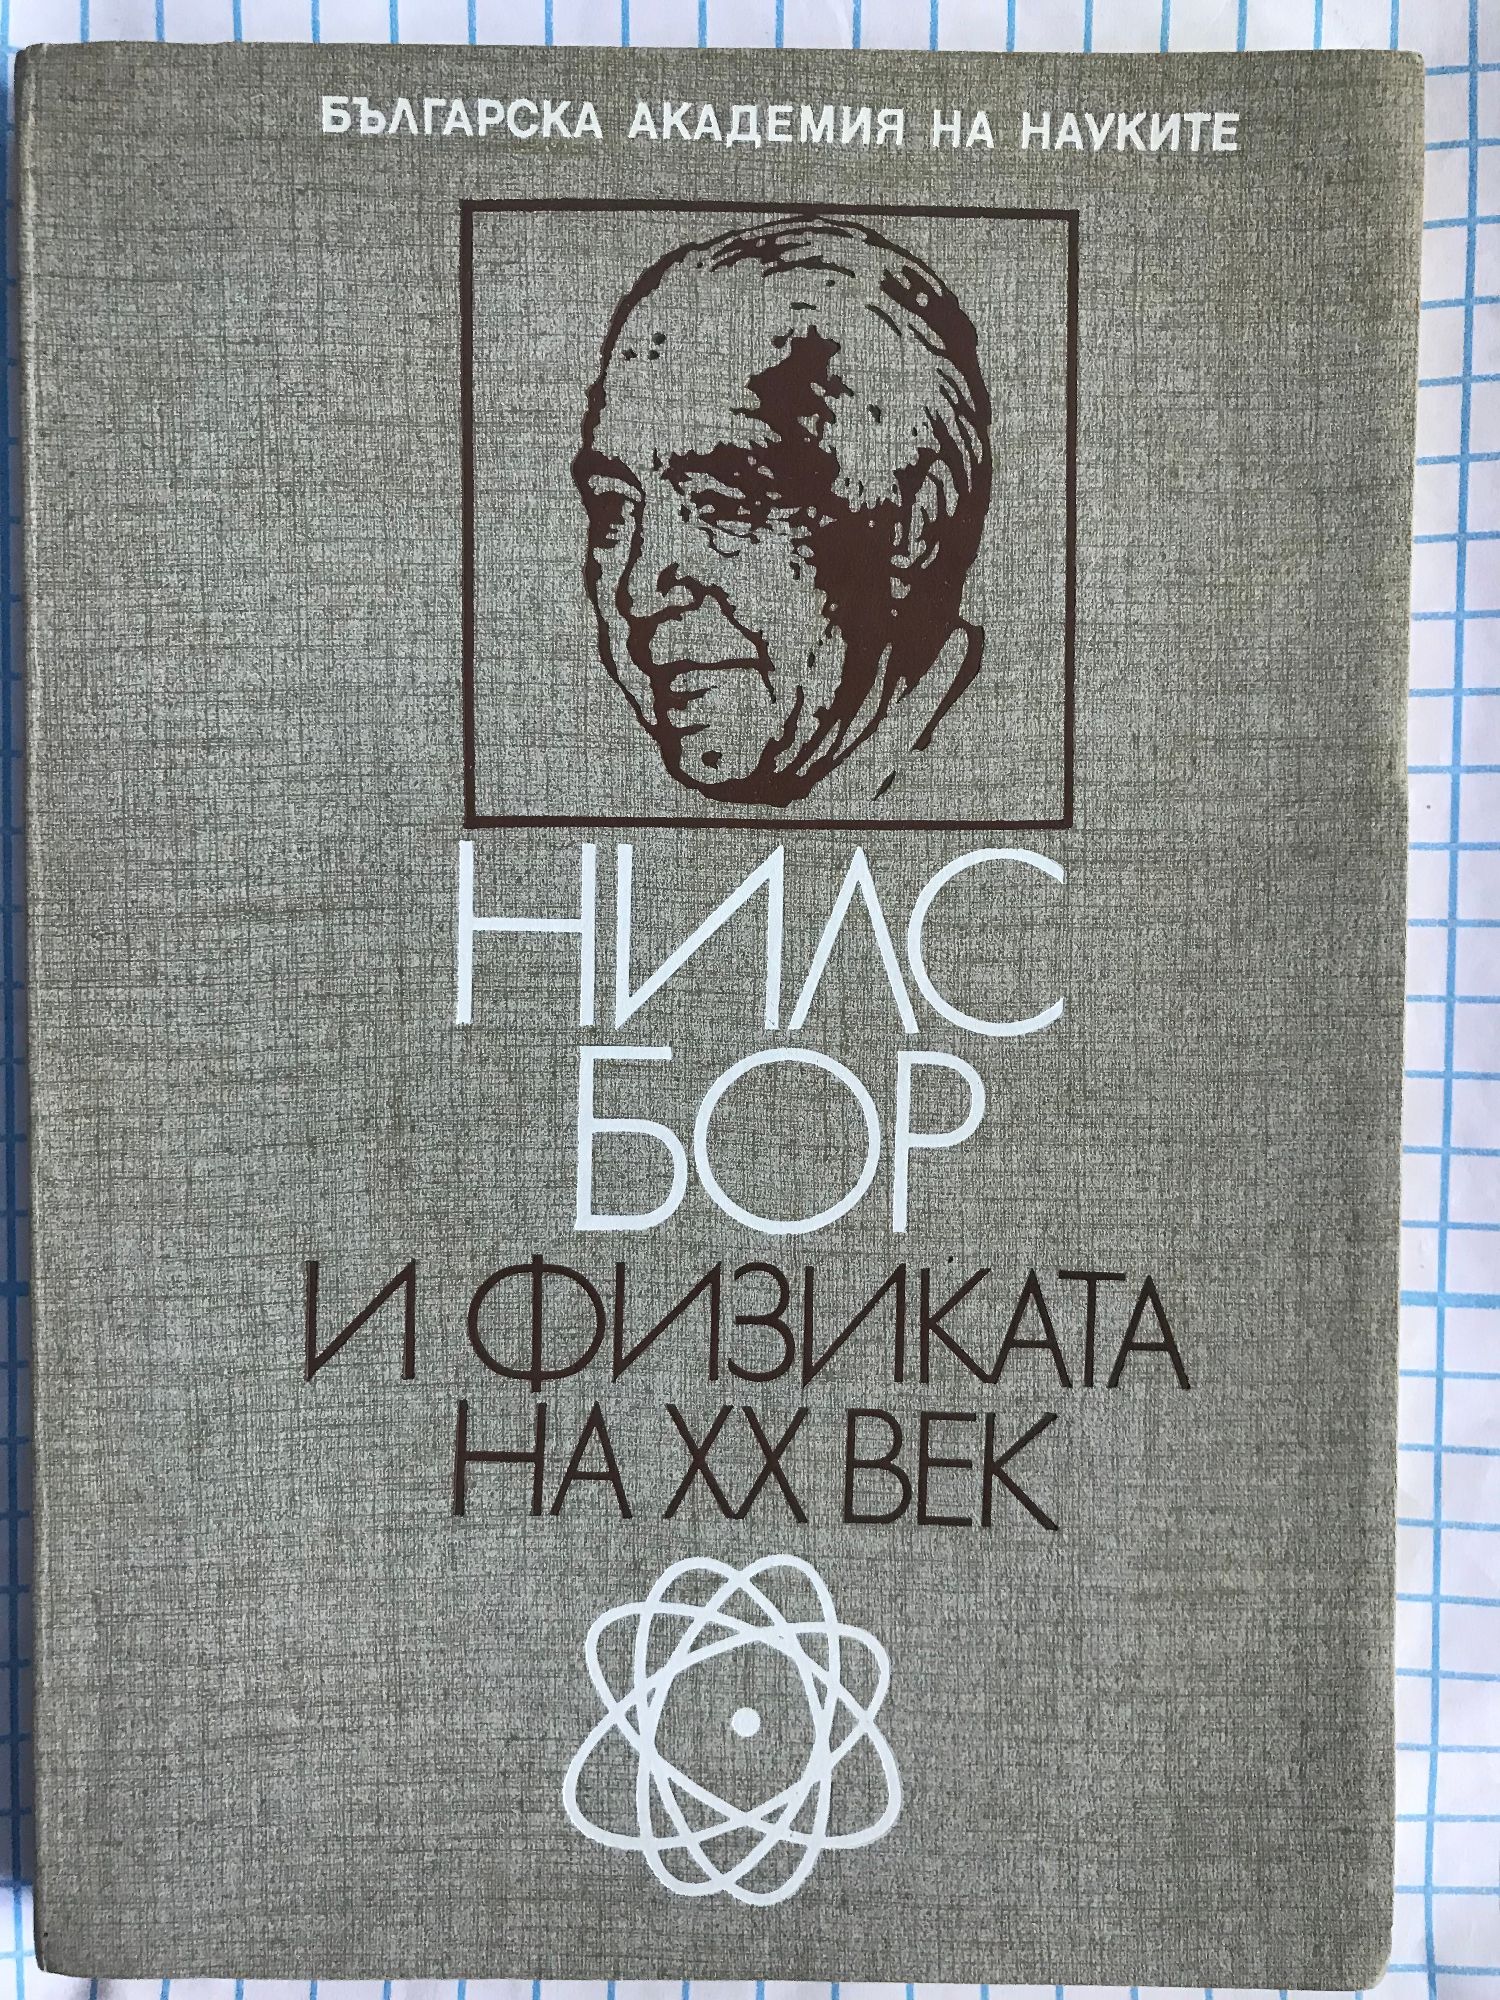 БЪЛГАРСКА АКАДЕМИЯ НА НАУКИТЕ
НИЛС
БОР
И ФИЗИКАТА
НА XX ВЕК